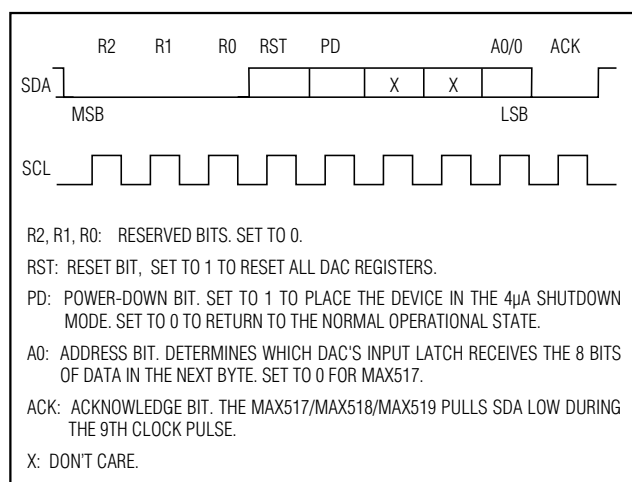 R2 R1 R0 RST PD A0/0 ACK
SDA X X
MSB LSB
SCL
R2, R1, R0: RESERVED BITS. SET TO 0.
RST: RESET BIT, SET TO 1 TO RESET ALL DAC REGISTERS.
PD: POWER-DOWN BIT. SET TO 1 TO PLACE THE DEVICE IN THE 4µA SHUTDOWN
MODE. SET TO 0 TO RETURN TO THE NORMAL OPERATIONAL STATE.
A0: ADDRESS BIT. DETERMINES WHICH DAC'S INPUT LATCH RECEIVES THE 8 BITS
OF DATA IN THE NEXT BYTE. SET TO 0 FOR MAX517.
ACK: ACKNOWLEDGE BIT. THE MAX517/MAX518/MAX519 PULLS SDA LOW DURING
THE 9TH CLOCK PULSE.
X: DON'T CARE.